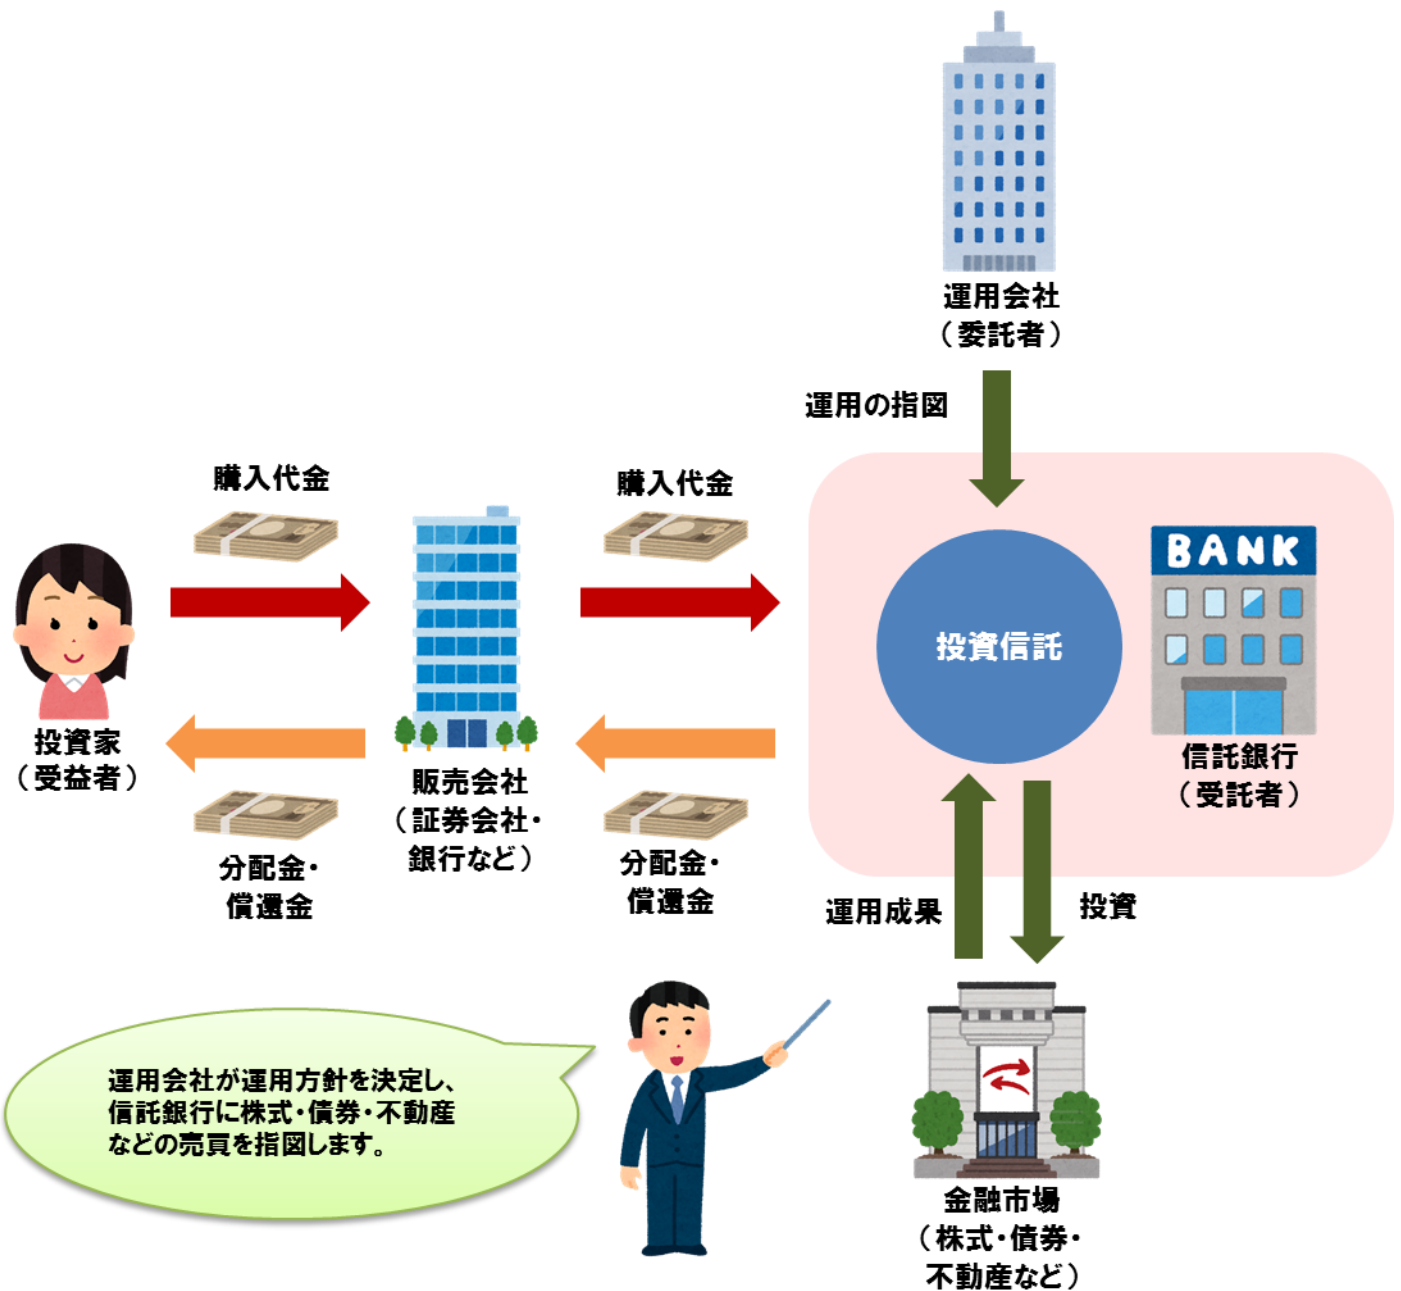 運用会社
（委託者）
運用の指図
購入代金
購入代金
BANK
投資信託
投資家
（受益者）
販売会社
（証券会社・
銀行など）
信託銀行
（受託者）
分配金・
償還金
分配金・
償還金
運用成果
投資
運用会社が運用方針を決定し、
信託銀行に株式・債券・不動産
などの売買を指図します。
金融市場
（株式・債券・
不動産など）